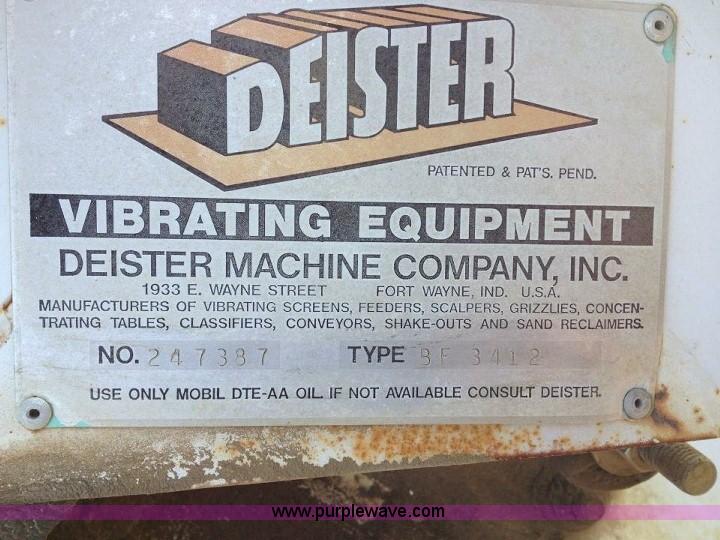 DEISTER
PATENTED & PAT'S. PEND.
VIBRATING EQUIPMENT
DEISTER MACHINE COMPANY, INC.
1933 E. WAYNE STREET FORT WAYNE, IND. U.S.A.
MANUFACTURERS OF VIBRATING SCREENS, FEEDERS, SCALPERS, GRIZZLIES, CONCEN-
TRATING TABLES, CLASSIFIERS, CONVEYORS, SHAKE-OUTS AND SAND RECLAIMERS.
NO. 247387 TYPE BF 3412
USE ONLY MOBIL DTE-AA OIL. IF NOT AVAILABLE CONSULT DEISTER.
www.purplewave.com